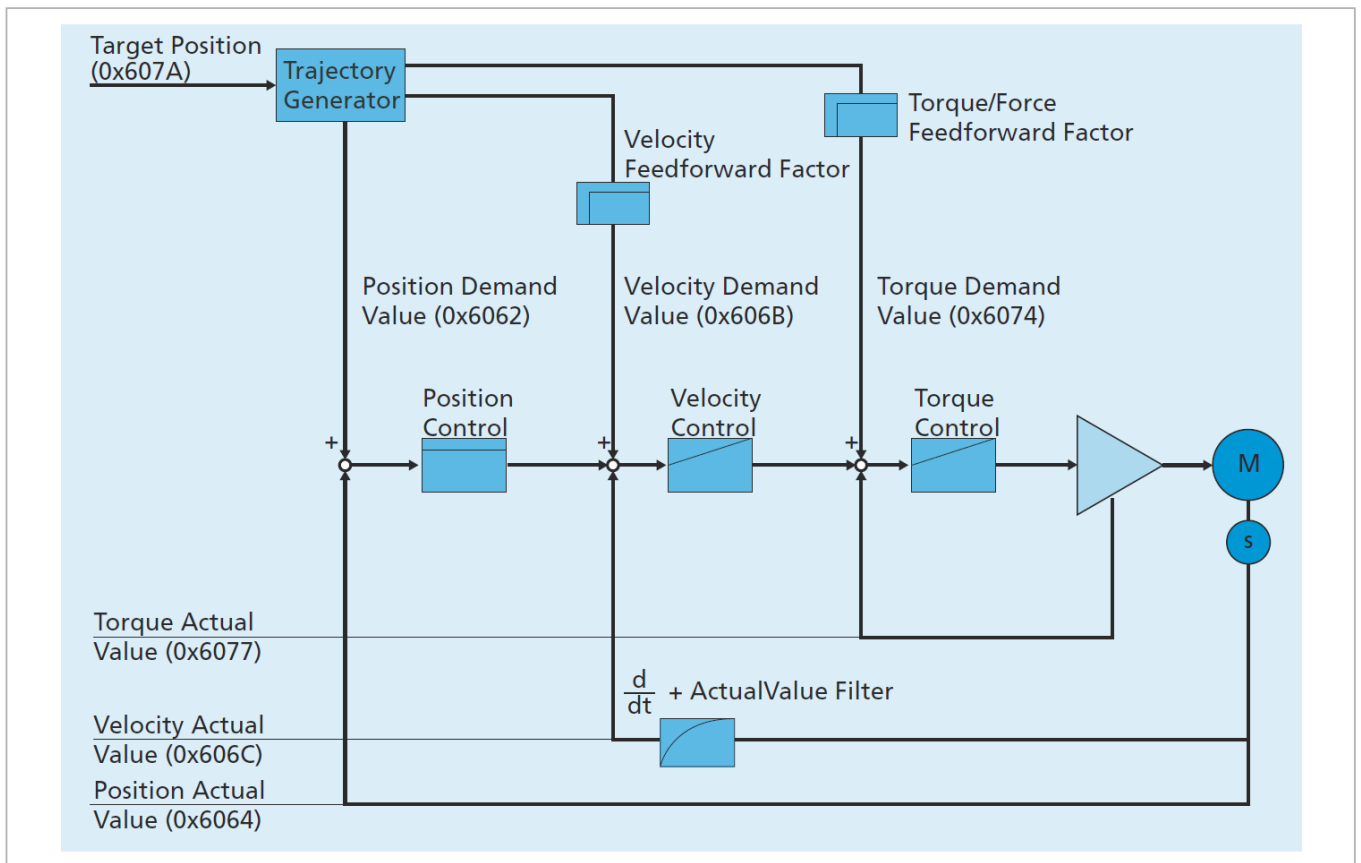 Target Position
(0x607A)
Trajectory
Generator
Torque/Force
Feedforward Factor
Velocity
Feedforward Factor
Position Demand
Value (0x6062)
Velocity Demand
Value (0x606B)
Torque Demand
Value (0x6074)
Position
Control
Velocity
Control
Torque
Control
+
+
+
M
S
Torque Actual
Value (0x6077)
d
dt
+ ActualValue Filter
Velocity Actual
Value (0x606C)
Position Actual
Value (0x6064)